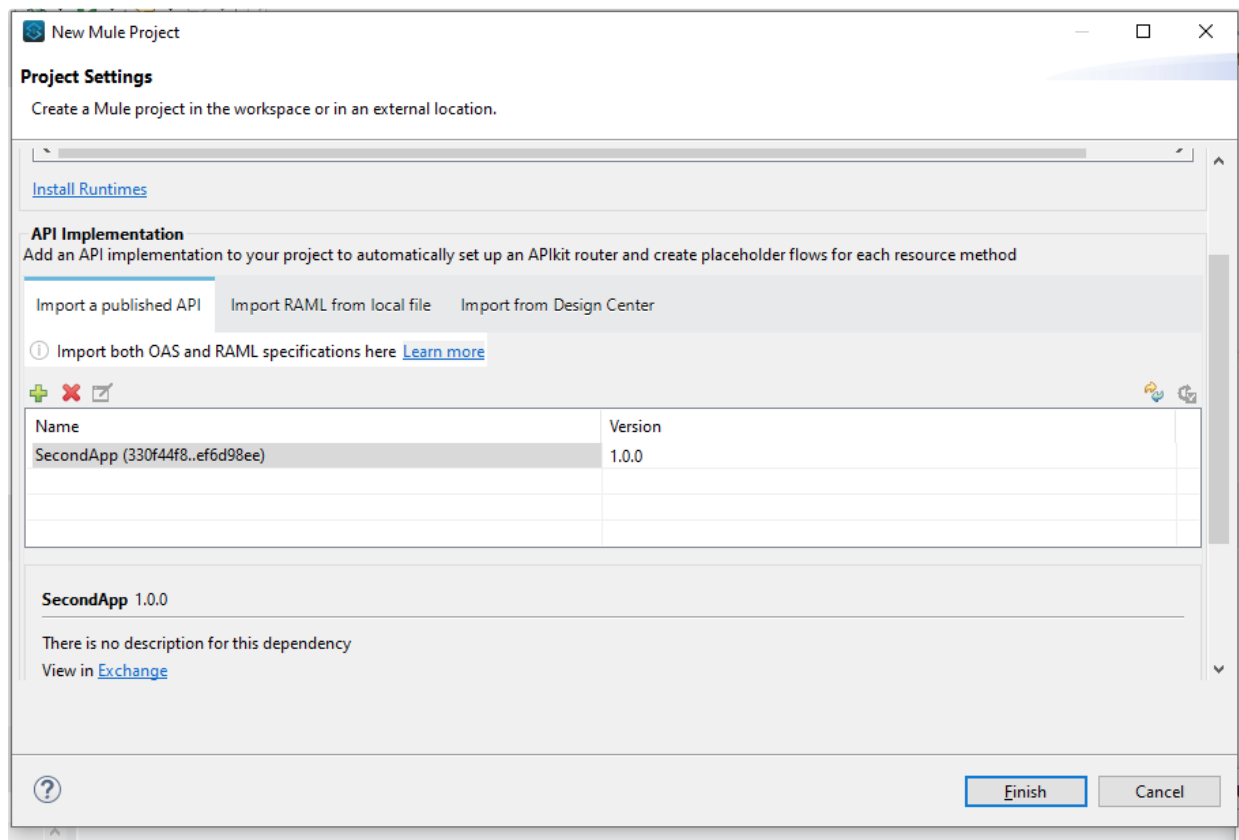 New Mule Project
Project Settings
Create a Mule project in the workspace or in an external location.
Install Runtimes
API Implementation
Add an API implementation to your project to automatically set up an APIkit router and create placeholder flows for each resource method
Import a published API Import RAML from local file Import from Design Center
Import both OAS and RAML specifications here Learn more
Name Version
SecondApp (330f44f8..ef6d98ee) 1.0.0
SecondApp 1.0.0
There is no description for this dependency
View in Exchange
Finish Cancel